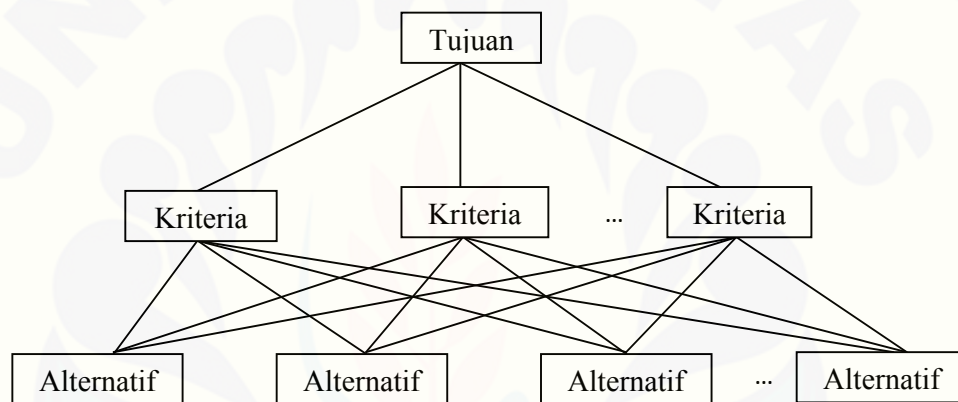 Tujuan
Kriteria Kriteria ... Kriteria
Alternatif Alternatif Alternatif ... Alternatif